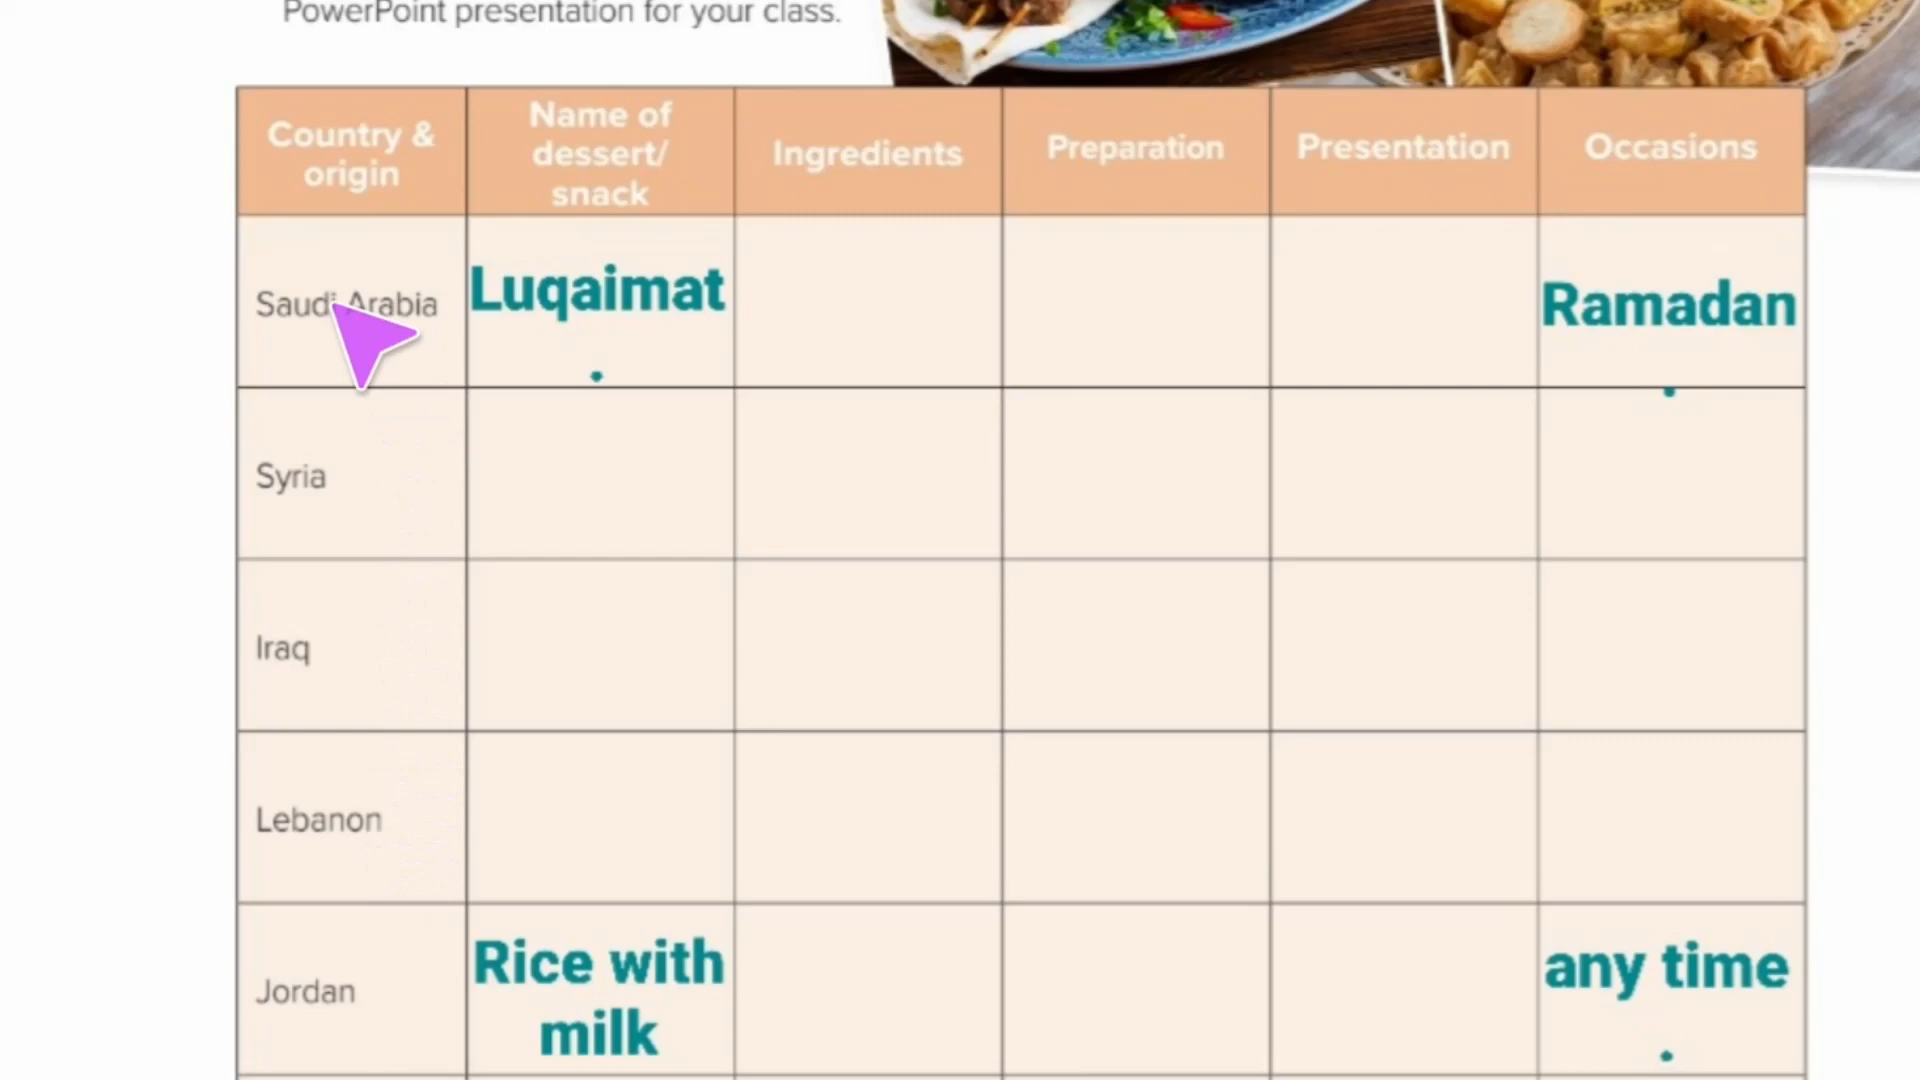 PowerPoint presentation for your class.
Country &
origin
Name of
dessert/
snack
Ingredients
Preparation
Presentation
Occasions
Saudi Arabia
Luqaimat
.
Ramadan
.
Syria
Iraq
Lebanon
Jordan
Rice with
milk
any time
.